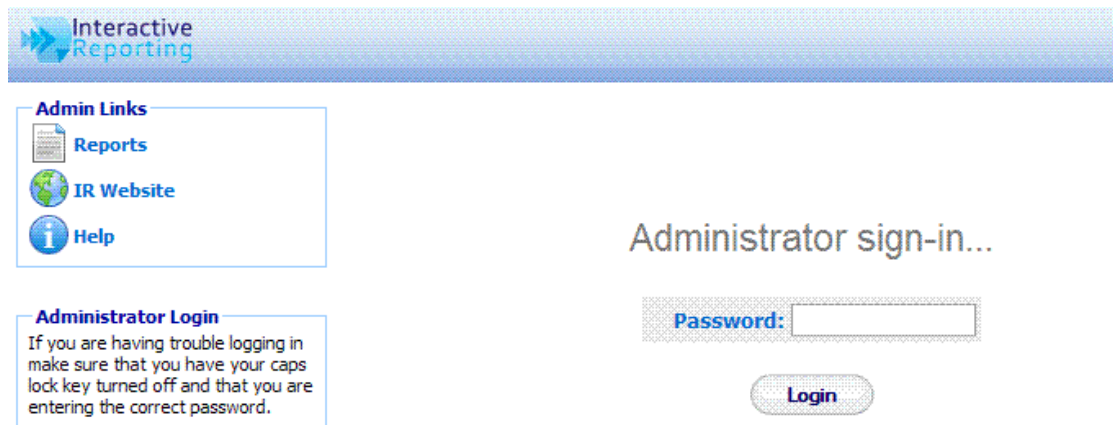 Interactive
Reporting
Admin Links
Reports
IR Website
Help
Administrator Login
If you are having trouble logging in
make sure that you have your caps
lock key turned off and that you are
entering the correct password.
Administrator sign-in...
Password:
Login